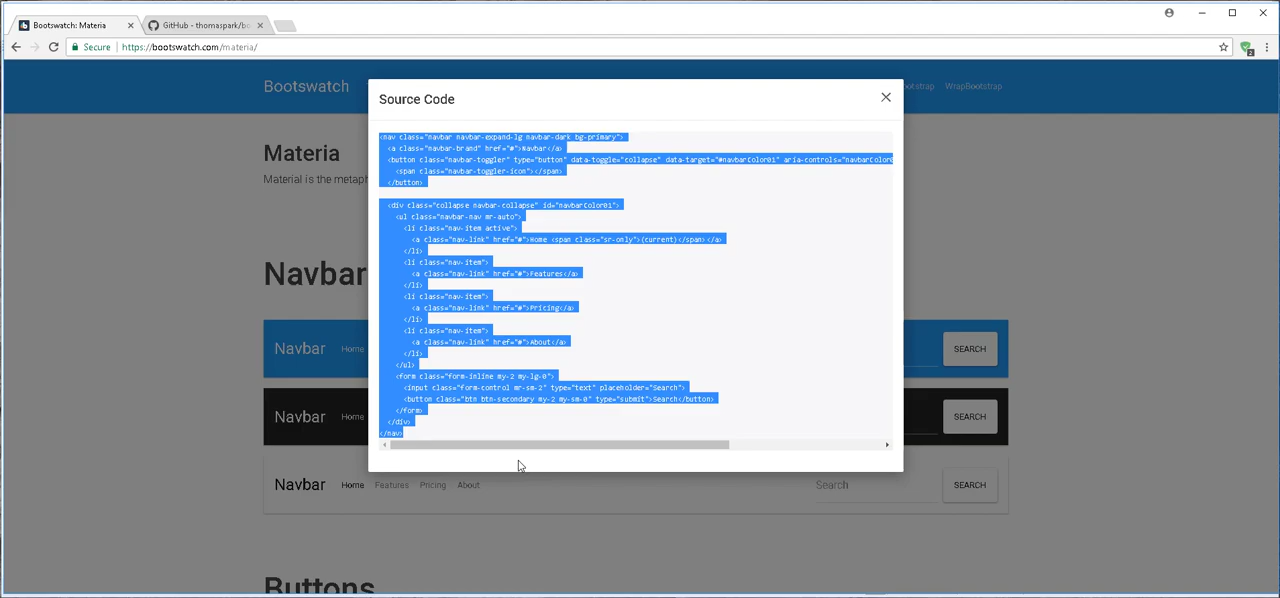 Bootswatch: Materia
GitHub - thomaspark/bo
Secure
https://bootswatch.com/materia/
2
Bootswatch
otstrap
WrapBootstrap
Source Code
Materia
Material is the metaph
<nav class="navbar navbar-expand-lg navbar-dark bg-primary">
<a class="navbar-brand" href="#">Navbar</a>
<button class="navbar-toggler" type="button" data-toggle="collapse" data-target="#navbarColor01" aria-controls="navbarColor0
<span class="navbar-toggler-icon"></span>
</button>
<div class="collapse navbar-collapse" id="navbarColor01">
<ul class="navbar-nav mr-auto">
<li class="nav-item active">
<a class="nav-link" href="#">Home <span class="sr-only">(current)</span></a>
</li>
<li class="nav-item">
<a class="nav-link" href="#">Features</a>
</li>
<li class="nav-item">
<a class="nav-link" href="#">Pricing</a>
</li>
<li class="nav-item">
<a class="nav-link" href="#">About</a>
</li>
</ul>
<form class="form-inline my-2 my-lg-0">
<input class="form-control mr-sm-2" type="text" placeholder="Search">
<button class="btn btn-secondary my-2 my-sm-0" type="submit">Search</button>
</form>
</div>
</nav>
Navbar
Navbar Home SEARCH
Navbar Home SEARCH
Navbar Home Features Pricing About Search SEARCH
Buttons